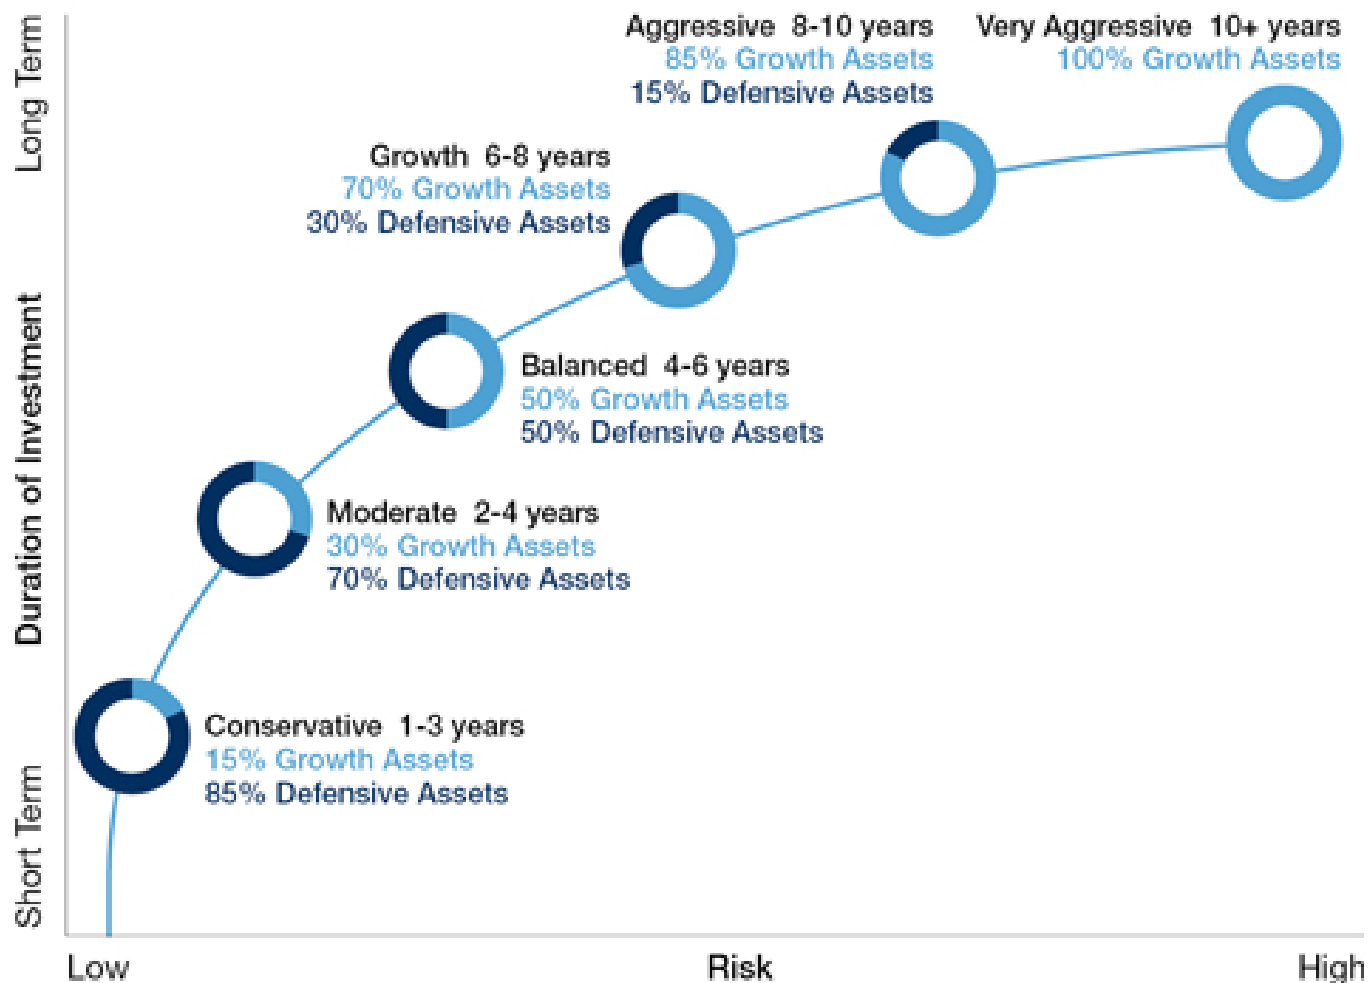 Long Term
Duration of Investment
Short Term
Aggressive 8-10 years
85% Growth Assets
15% Defensive Assets
Very Aggressive 10+ years
100% Growth Assets
Growth 6-8 years
70% Growth Assets
30% Defensive Assets
Balanced 4-6 years
50% Growth Assets
50% Defensive Assets
Moderate 2-4 years
30% Growth Assets
70% Defensive Assets
Conservative 1-3 years
15% Growth Assets
85% Defensive Assets
Low
Risk
High